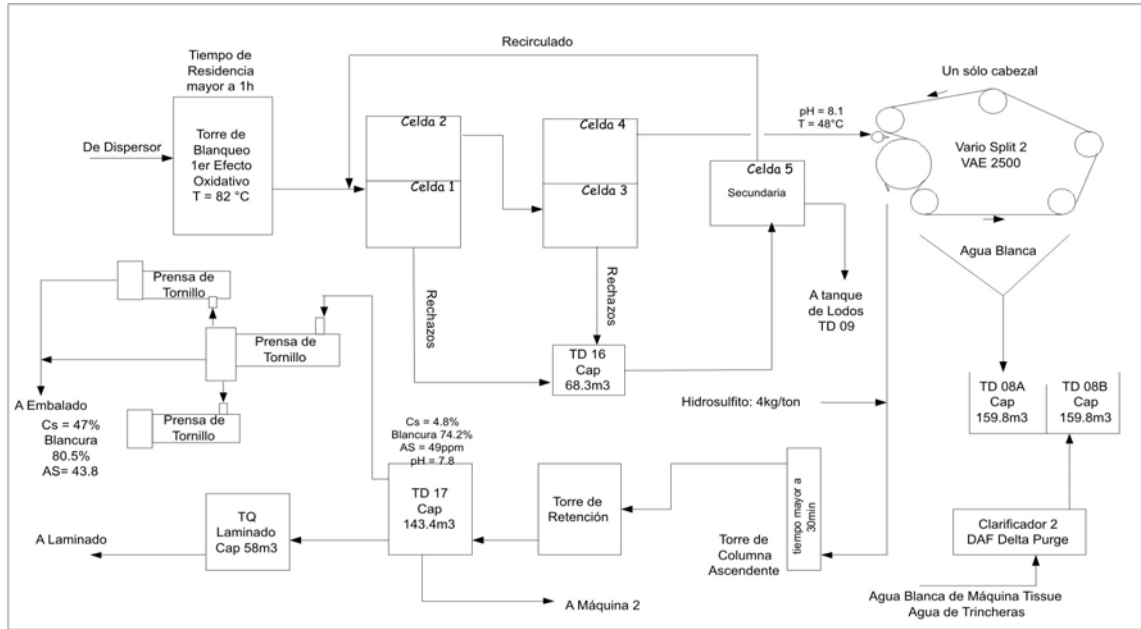 Recirculado
Tiempo de
Residencia
mayor a 1h
Un sólo cabezal
De Dispersor
Torre de
Blanqueo
1er Efecto
Oxidativo
T = 82 °C
Celda 2
Celda 1
Celda 4
Celda 3
pH = 8.1
T = 48°C
Celda 5
Secundaria
Vario Split 2
VAE 2500
Agua Blanca
Rechazos
Rechazos
A tanque
de Lodos
TD 09
Prensa de
Tornillo
Prensa de
Tornillo
Prensa de
Tornillo
A Embalado
Cs = 47%
Blancura
80.5%
AS= 43.8
TD 16
Cap
68.3m3
Hidrosulfito: 4kg/ton
TD 08A
Cap
159.8m3
TD 08B
Cap
159.8m3
Cs = 4.8%
Blancura 74.2%
AS = 49ppm
pH = 7.8
TD 17
Cap
143.4m3
TQ
Laminado
Cap 58m3
A Laminado
Torre de
Retención
tiempo mayor a
30min
Torre de
Columna
Ascendente
Clarificador 2
DAF Delta Purge
A Máquina 2
Agua Blanca de Máquina Tissue
Agua de Trincheras